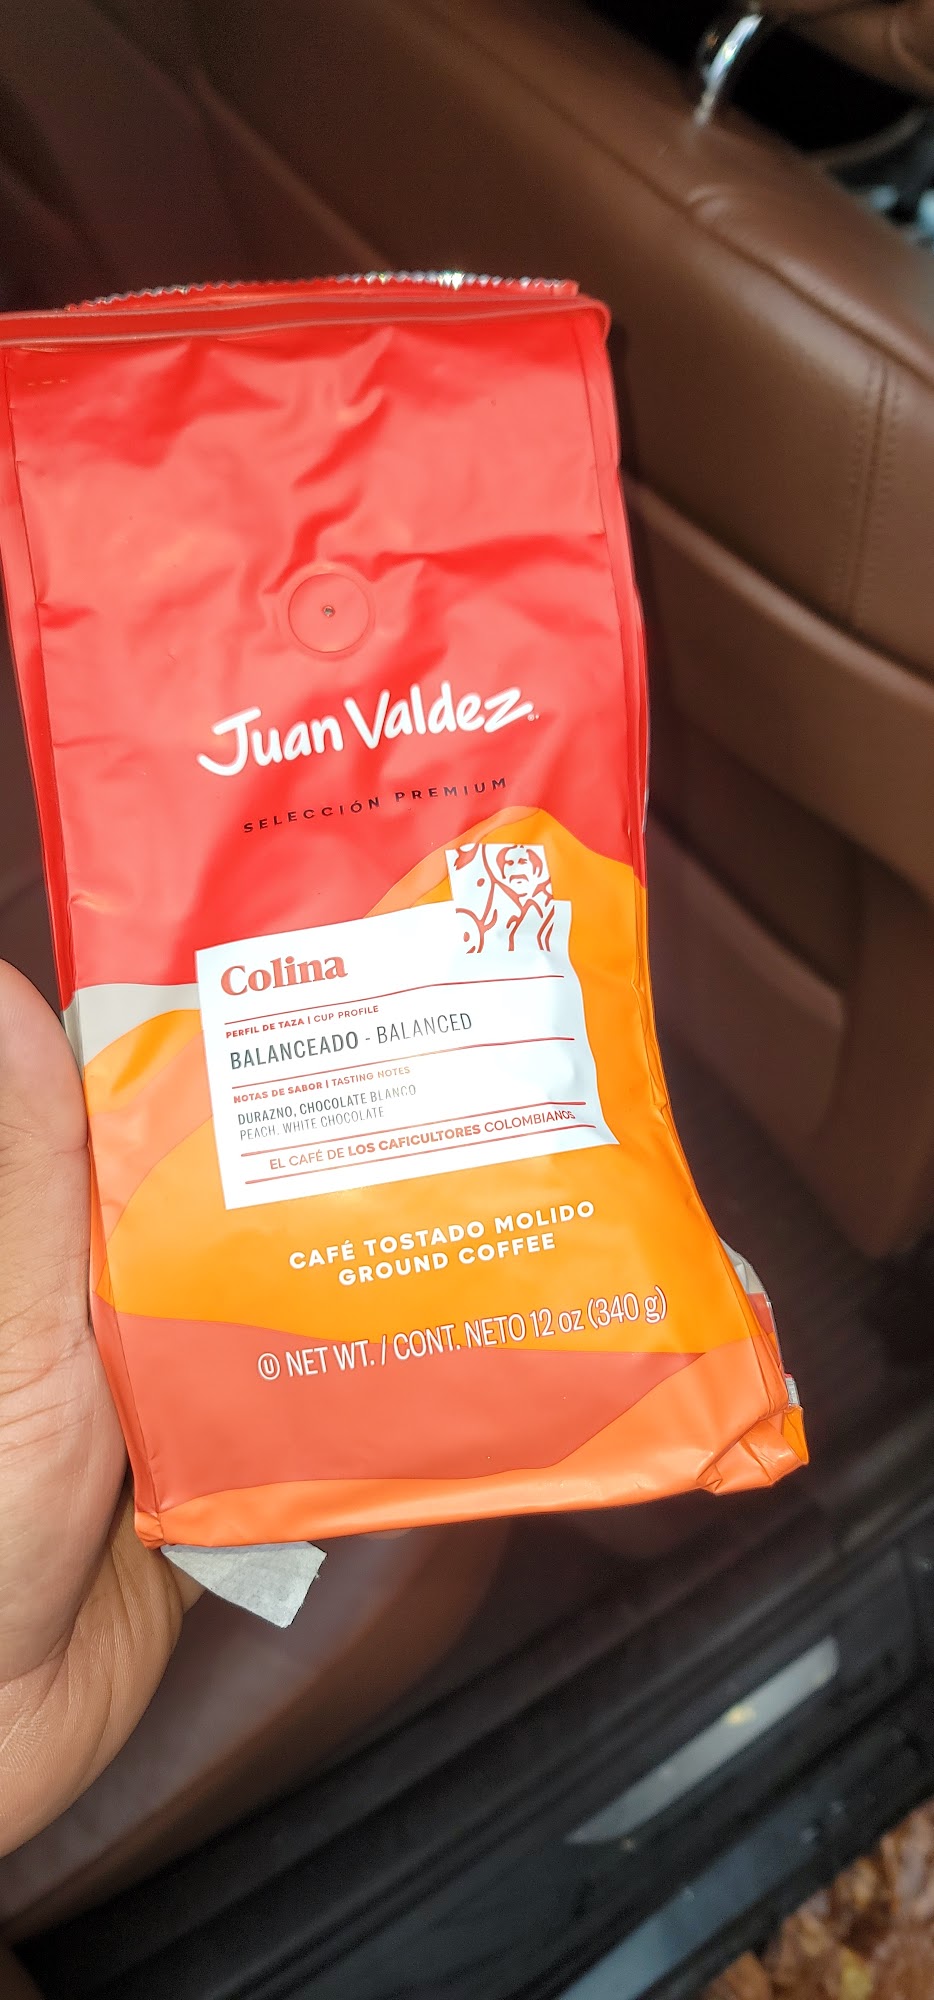 Juan Valdez®
SELECCIÓN PREMIUM
Colina
PERFIL DE TAZA | CUP PROFILE
BALANCEADO - BALANCED
NOTAS DE SABOR | TASTING NOTES
DURAZNO, CHOCOLATE BLANCO
PEACH, WHITE CHOCOLATE
EL CAFÉ DE LOS CAFICULTORES COLOMBIANOS
CAFÉ TOSTADO MOLIDO
GROUND COFFEE
Ⓤ NET WT. / CONT. NETO 12 oz (340 g)